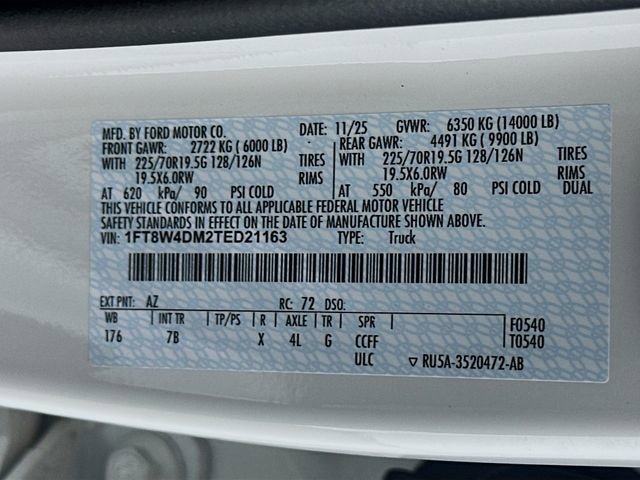 MFD. BY FORD MOTOR CO. DATE: 11/25 GVWR: 6350 KG (14000 LB)
FRONT GAWR: 2722 KG ( 6000 LB) REAR GAWR: 4491 KG ( 9900 LB)
WITH 225/70R19.5G 128/126N TIRES WITH 225/70R19.5G 128/126N TIRES
19.5X6.0RW RIMS 19.5X6.0RW RIMS
AT 620 kPa/ 90 PSI COLD AT 550 kPa/ 80 PSI COLD DUAL
THIS VEHICLE CONFORMS TO ALL APPLICABLE FEDERAL MOTOR VEHICLE
SAFETY STANDARDS IN EFFECT ON THE DATE OF MANUFACTURE SHOWN ABOVE.
VIN: 1FT8W4DM2TED21163 TYPE: Truck
EXT PNT: AZ RC: 72 DSO:
WB INT TR TP/PS R AXLE TR SPR F0540
176 7B X 4L G CCFF T0540
ULC ▽ RU5A-3520472-AB